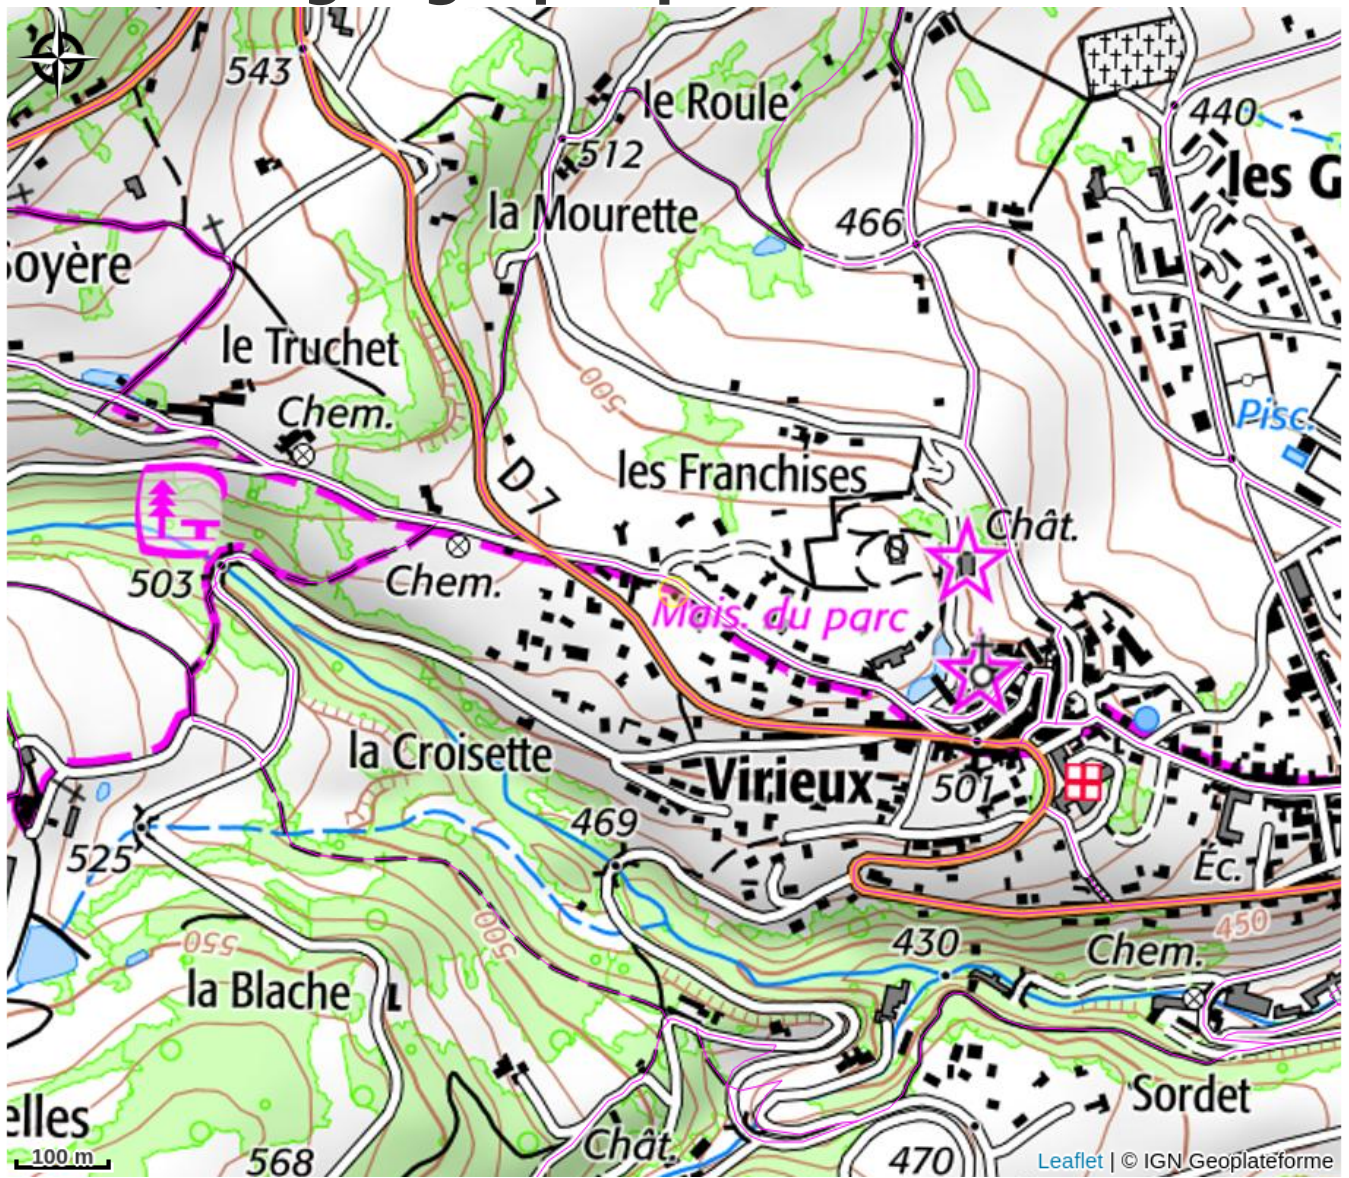 543
le Roule
440
512
les G
la Mourette
466
oyère
le Truchet
500
Chem.
Pisc.
les Franchises
D 7
Chât.
503
Chem.
Mais. du parc
la Croisette
Virieux
501
469
525
Éc.
500
550
430
450
Chem.
la Blache
Sordet
elles
100 m
568
Chât.
470
Leaflet | © IGN Geoplateforme